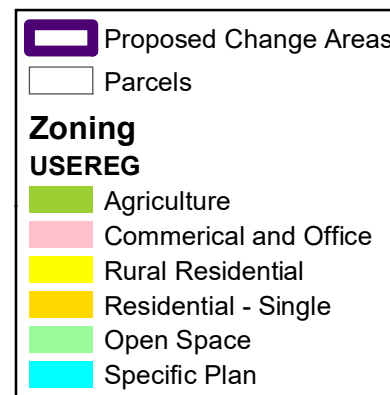 Proposed Change Areas
Parcels
Zoning
USEREG
Agriculture
Commerical and Office
Rural Residential
Residential - Single
Open Space
Specific Plan